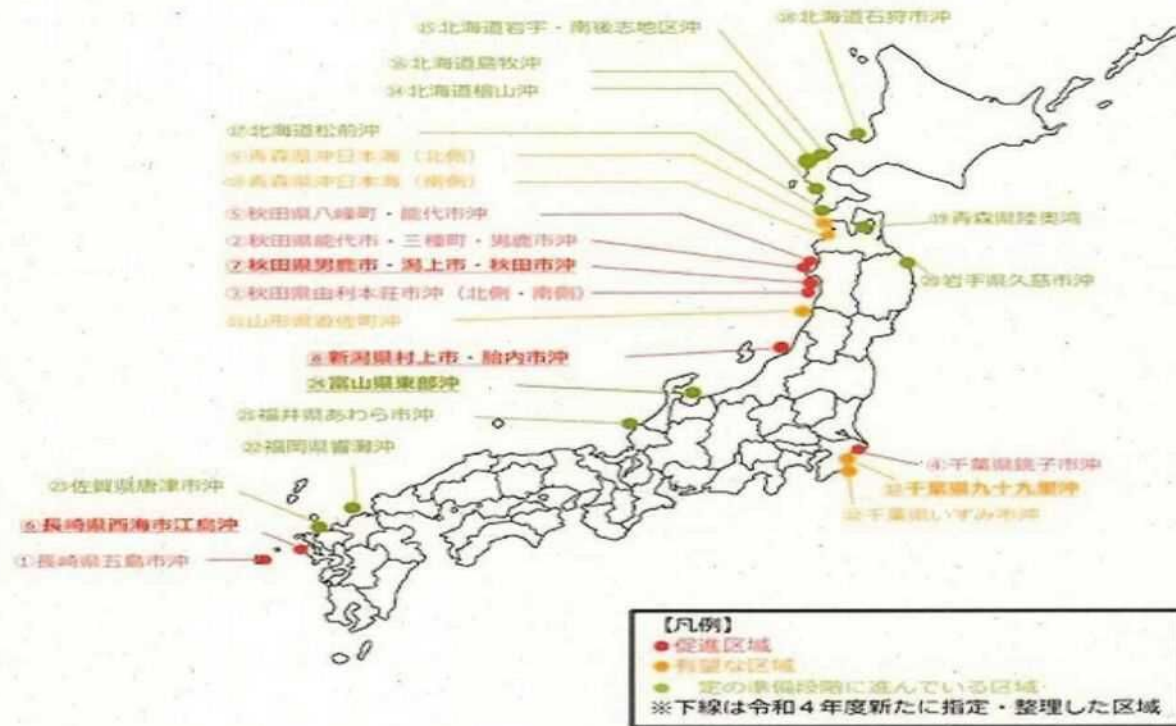 ⑮北海道岩宇・南後志地区沖
⑱北海道石狩市沖
⑯北海道島牧沖
⑭北海道檜山沖
⑰北海道松前沖
⑨青森県沖日本海（北側）
⑩青森県沖日本海（南側）
⑤秋田県八峰町・能代市沖
②秋田県能代市・三種町・男鹿市沖
⑦秋田県男鹿市・潟上市・秋田市沖
③秋田県由利本荘市沖（北側・南側）
山形県遊佐町沖
⑲青森県陸奥湾
⑳岩手県久慈市沖
⑧新潟県村上市・胎内市沖
富山県東部沖
福井県あわら市沖
福岡県響灘沖
佐賀県唐津市沖
⑥長崎県西海市江島沖
①長崎県五島市沖
④千葉県銚子市沖
千葉県九十九里沖
千葉県いすみ市沖
【凡例】
●促進区域
●有望な区域
●一定の準備段階に進んでいる区域
※下線は令和４年度新たに指定・整理した区域